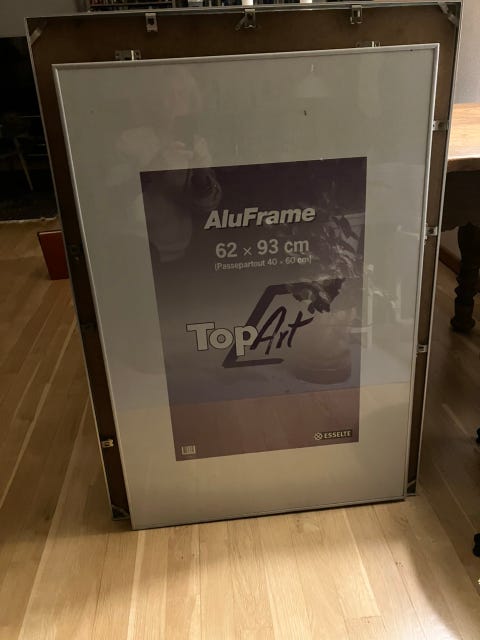 AluFrame
62 × 93 cm
(Passepartout 40 × 60 cm)
TopArt
ESSELTE